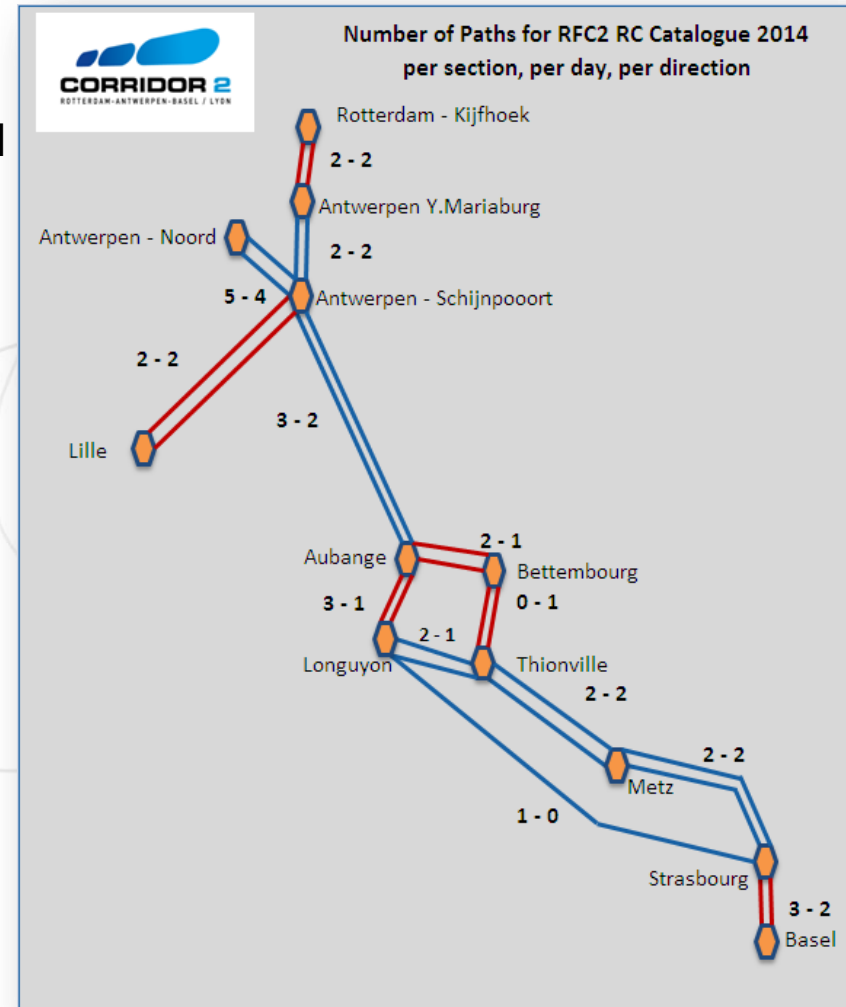 Number of Paths for RFC2 RC Catalogue 2014
per section, per day, per direction
CORRIDOR 2
ROTTERDAM-ANTWERPEN-BASEL / LYON
Rotterdam - Kijfhoek
2 - 2
Antwerpen Y.Mariaburg
Antwerpen - Noord
2 - 2
5 - 4
Antwerpen - Schijnpooort
2 - 2
3 - 2
Lille
Aubange
2 - 1
Bettembourg
3 - 1
0 - 1
2 - 1
Longuyon
Thionville
2 - 2
2 - 2
Metz
1 - 0
Strasbourg
3 - 2
Basel